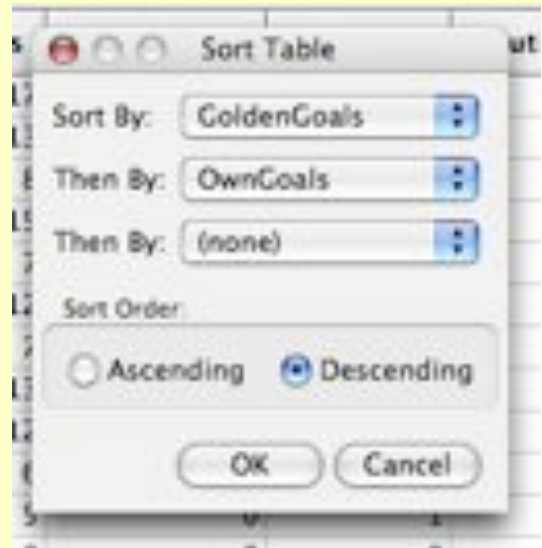 Sort Table
Sort By: GoldenGoals
Then By: OwnGoals
Then By: (none)
Sort Order:
Ascending Descending
OK Cancel